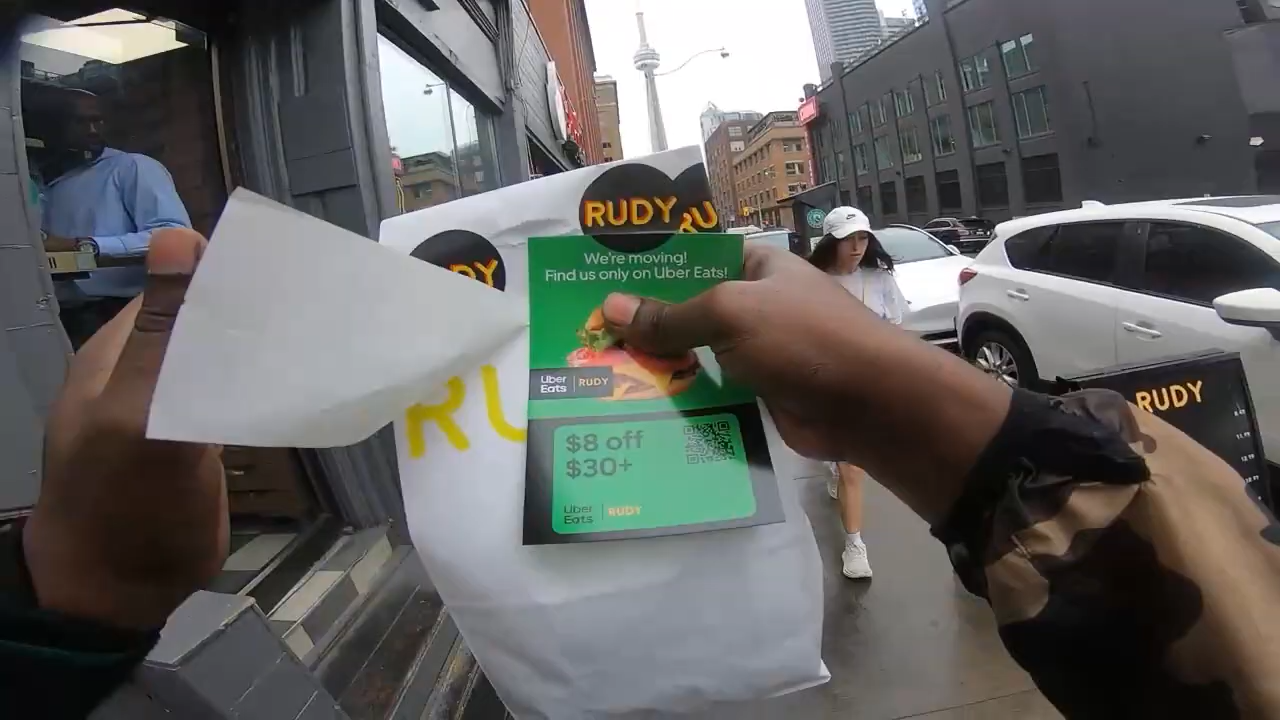 RUDY
RU
DY
RU
We're moving!
Find us only on Uber Eats!
Uber
Eats
RUDY
$8 off
$30+
Uber
Eats
RUDY
RUDY